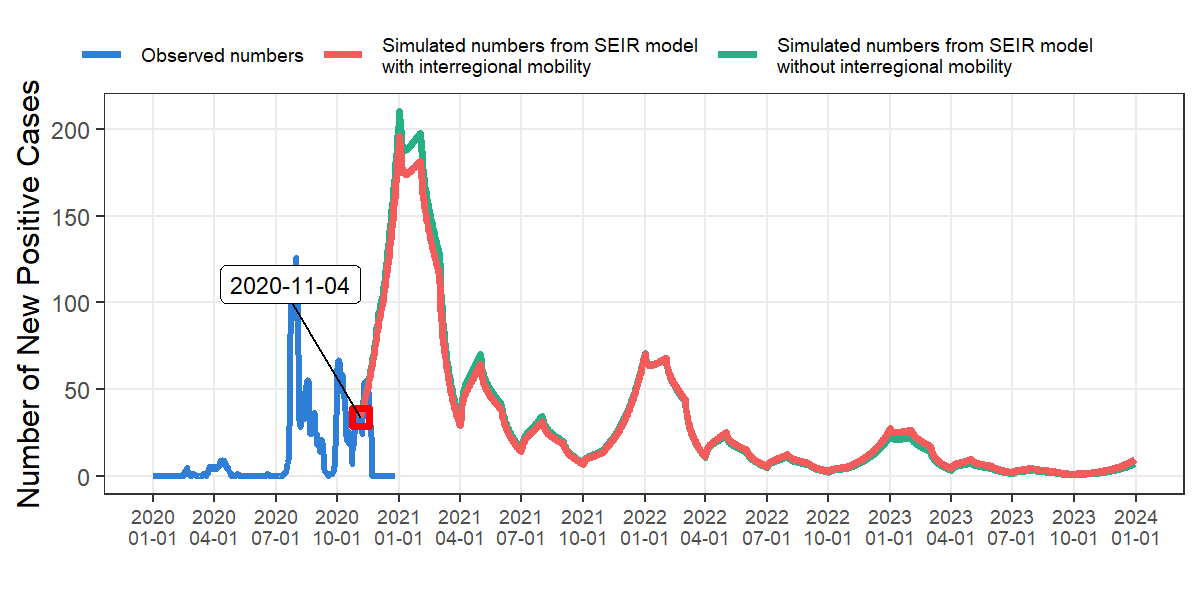 Observed numbers
Simulated numbers from SEIR model
with interregional mobility
Simulated numbers from SEIR model
without interregional mobility
Number of New Positive Cases
200
150
100
50
0
2020-11-04
2020 2020 2020 2020 2021 2021 2021 2021 2022 2022 2022 2022 2023 2023 2023 2023 2024
01-01 04-01 07-01 10-01 01-01 04-01 07-01 10-01 01-01 04-01 07-01 10-01 01-01 04-01 07-01 10-01 01-01